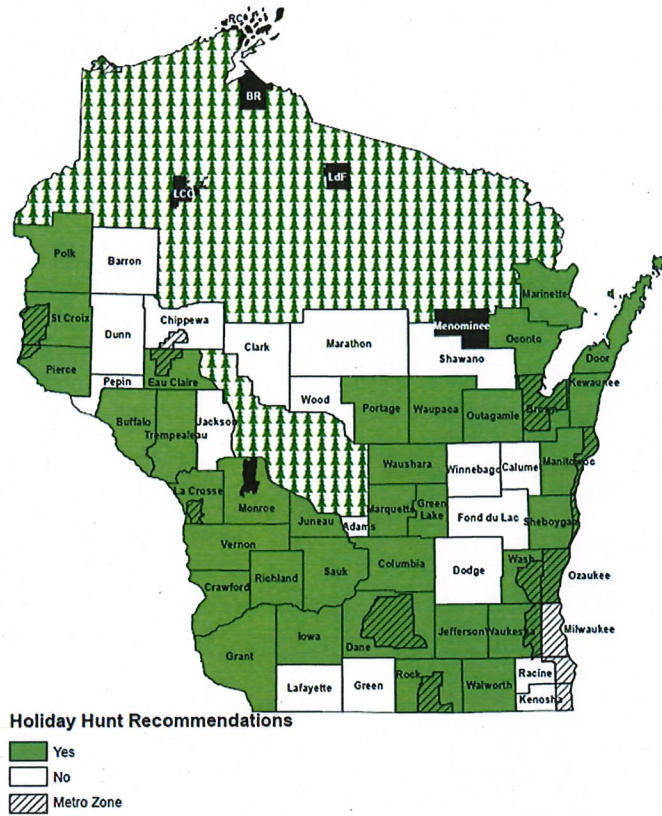 RC
BR
LdF
LCO
Polk
Barron
Marinette
St Croix
Dunn
Chippewa
Clark
Marathon
Menominee
Oconto
Shawano
Door
Pierce
Pepin
Eau Claire
Kewaunee
Brown
Wood
Portage
Waupaca
Outagamie
Buffalo
Trempealeau
Jackson
Waushara
Winnebago
Calumet
Manitowoc
La Crosse
Monroe
Juneau
Adams
Marquette
Green
Lake
Fond du Lac
Sheboygan
Vernon
Crawford
Richland
Sauk
Columbia
Dodge
Wash
Ozaukee
Grant
Iowa
Dane
Jefferson
Waukesha
Milwaukee
Lafayette
Green
Rock
Walworth
Racine
Kenosha
Holiday Hunt Recommendations
Yes
No
Metro Zone